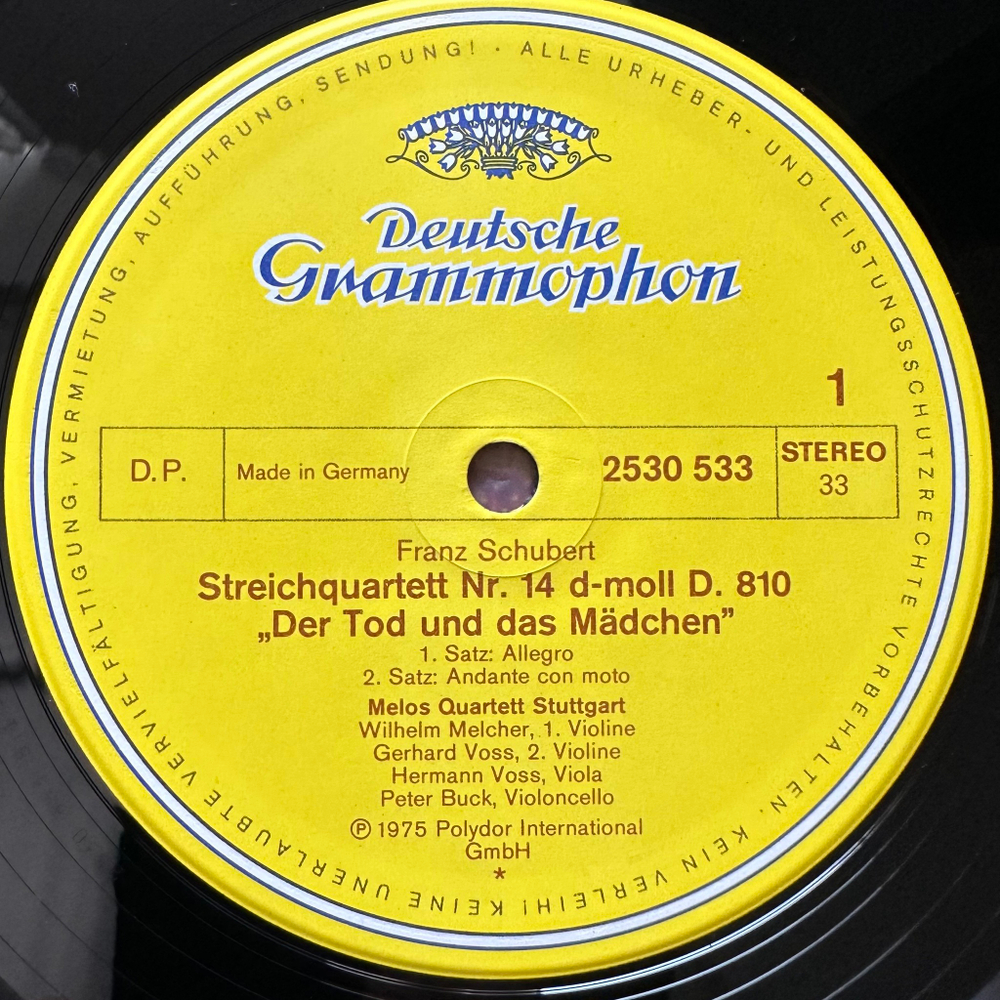 ALLE URHEBER- UND LEISTUNGSSCHUTZRECHTE VORBEHALTEN. KEIN VERLEIH! KEINE UNERLAUBTE VERVIELFÄLTIGUNG, VERMIETUNG, AUFFÜHRUNG, SENDUNG! ·
Deutsche
Grammophon
1
D.P.
Made in Germany
2530 533
STEREO
33
Franz Schubert
Streichquartett Nr. 14 d-moll D. 810
„Der Tod und das Mädchen”
1. Satz: Allegro
2. Satz: Andante con moto
Melos Quartett Stuttgart
Wilhelm Melcher, 1. Violine
Gerhard Voss, 2. Violine
Hermann Voss, Viola
Peter Buck, Violoncello
℗ 1975 Polydor International
GmbH
*